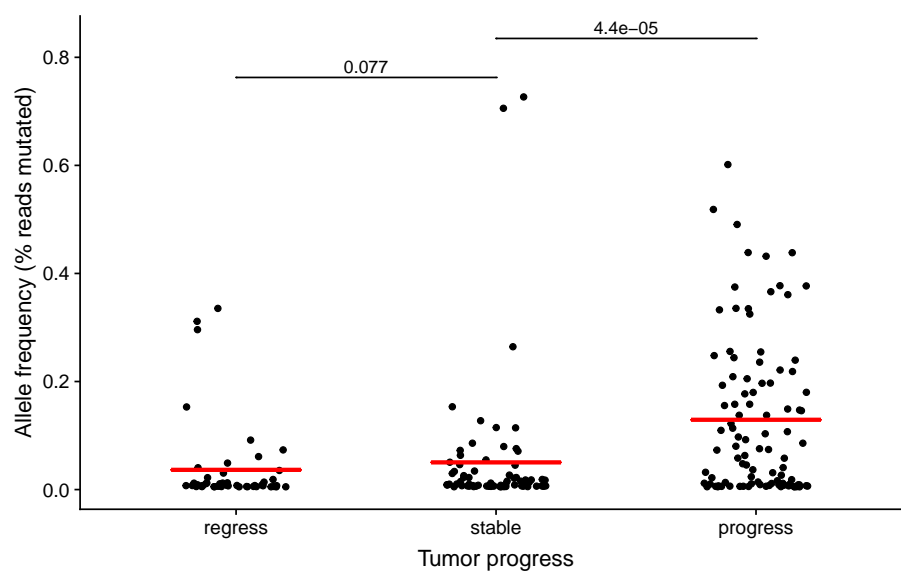 4.4e−05
0.077
0.8
0.6
0.4
0.2
0.0
Allele frequency (% reads mutated)
regress stable progress
Tumor progress